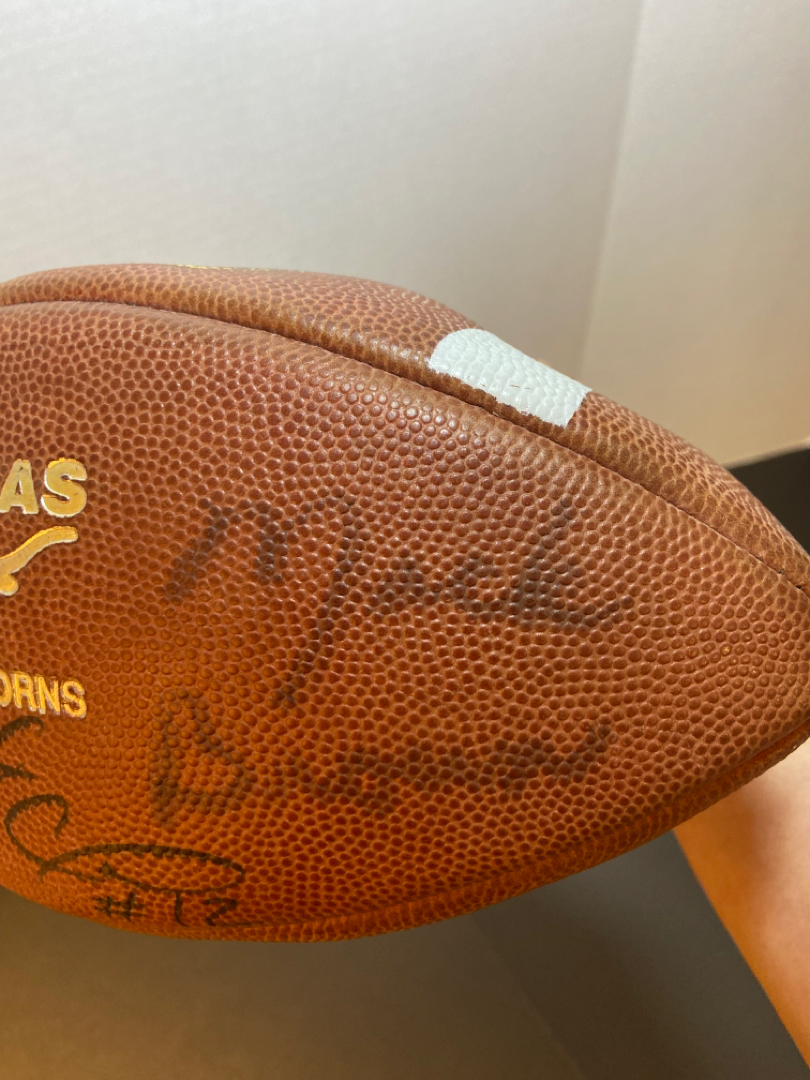 AS
ORNS
Mack
Brown
#12